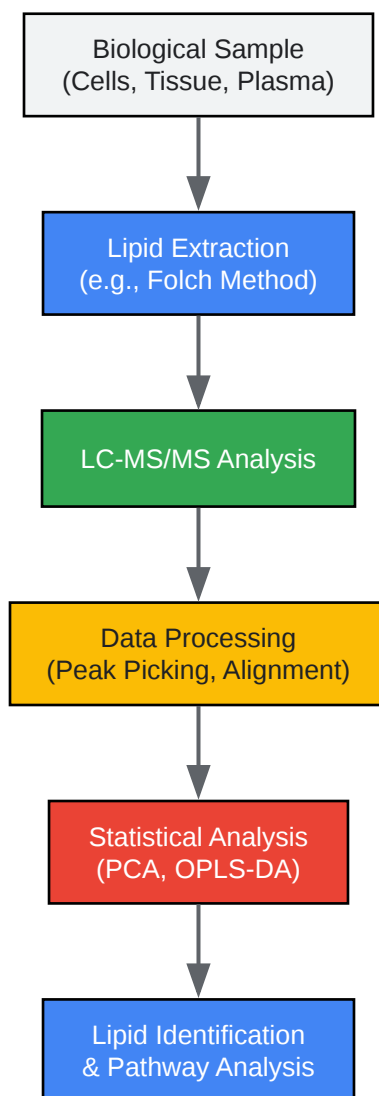 Biological Sample
(Cells, Tissue, Plasma)
Lipid Extraction
(e.g., Folch Method)
LC-MS/MS Analysis
Data Processing
(Peak Picking, Alignment)
Statistical Analysis
(PCA, OPLS-DA)
Lipid Identification
& Pathway Analysis